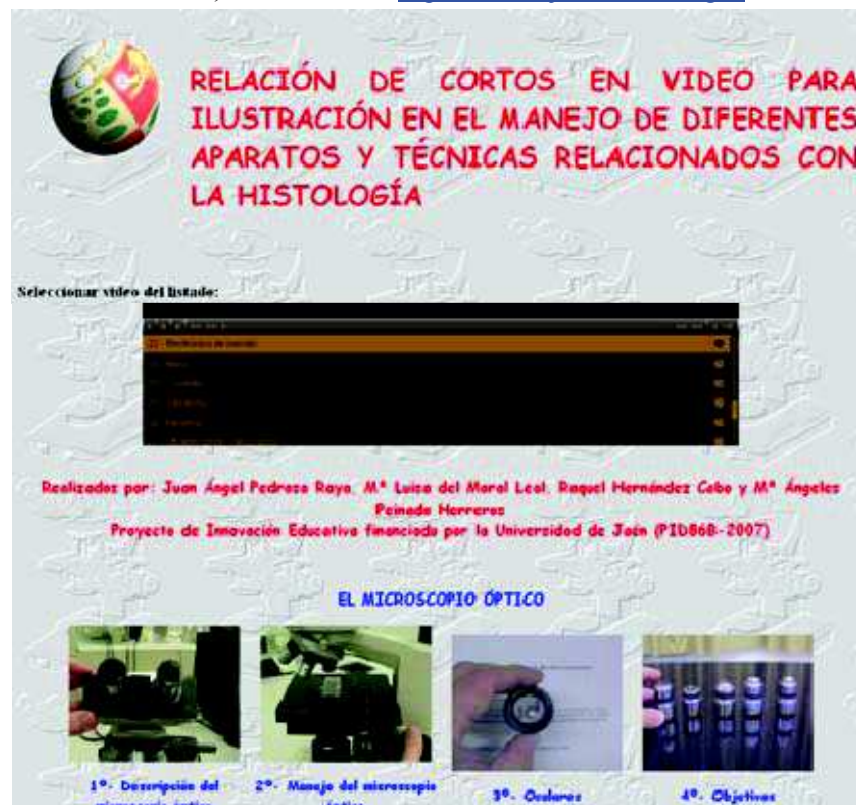 RELACIÓN DE CORTOS EN VIDEO PARA
ILUSTRACIÓN EN EL MANEJO DE DIFERENTES
APARATOS Y TÉCNICAS RELACIONADOS CON
LA HISTOLOGÍA
Seleccionar video del listado:
Realizados por: Juan Ángel Pedrosa Raya, M.ª Luisa del Moral Leal, Raquel Hernández Cobo y M.ª Ángeles
Peinado Herreros
Proyecto de Innovación Educativa financiado por la Universidad de Jaén (PID86B-2007)
EL MICROSCOPIO ÓPTICO
1º- Descripción del
microscopio óptico
2º- Manejo del microscopio
óptico
3º- Oculares
4º- Objetivos